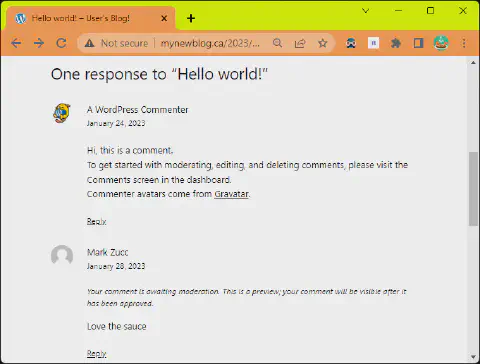 Hello world! – User's Blog!
Not secure | mynewblog.ca/2023/...
One response to “Hello world!”
A WordPress Commenter
January 24, 2023
Hi, this is a comment.
To get started with moderating, editing, and deleting comments, please visit the
Comments screen in the dashboard.
Commenter avatars come from Gravatar.
Reply
Mark Zucc
January 28, 2023
Your comment is awaiting moderation. This is a preview; your comment will be visible after it
has been approved.
Love the sauce
Reply